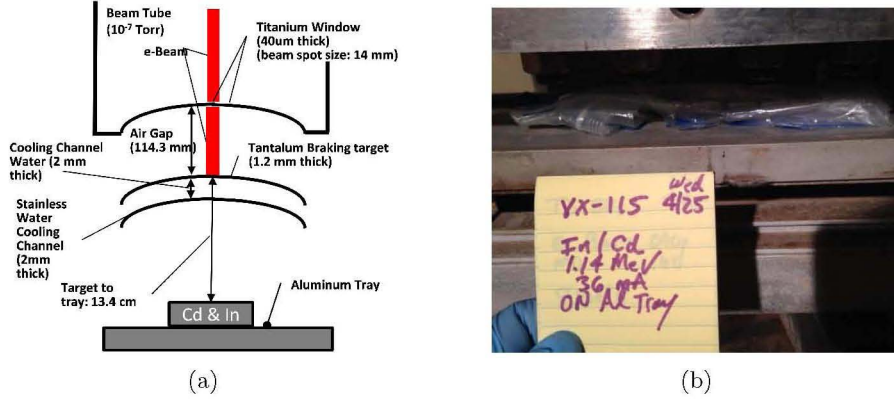 Beam Tube
(10⁻⁷ Torr)
e-Beam
Titanium Window
(40um thick)
(beam spot size: 14 mm)
Air Gap
(114.3 mm)
Cooling Channel
Water (2 mm
thick)
Tantalum Braking target
(1.2 mm thick)
Stainless
Water
Cooling
Channel
(2mm
thick)
Target to
tray: 13.4 cm
Aluminum Tray
Cd & In
(a)
Wed
YX-115 4/25
In/Cd
1.14 MeV
36 mA
ON Al Tray
(b)